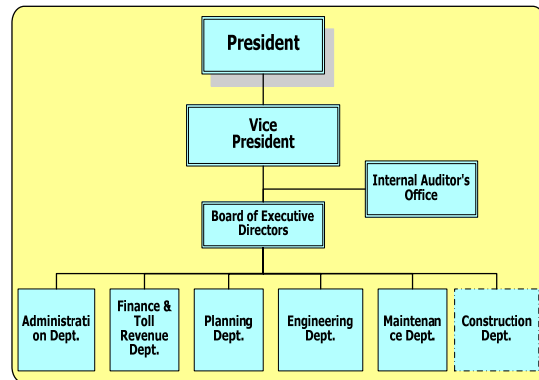 President
Vice
President
Internal Auditor's
Office
Board of Executive
Directors
Administrati
on Dept.
Finance &
Toll
Revenue
Dept.
Planning
Dept.
Engineering
Dept.
Maintenan
ce Dept.
Construction
Dept.